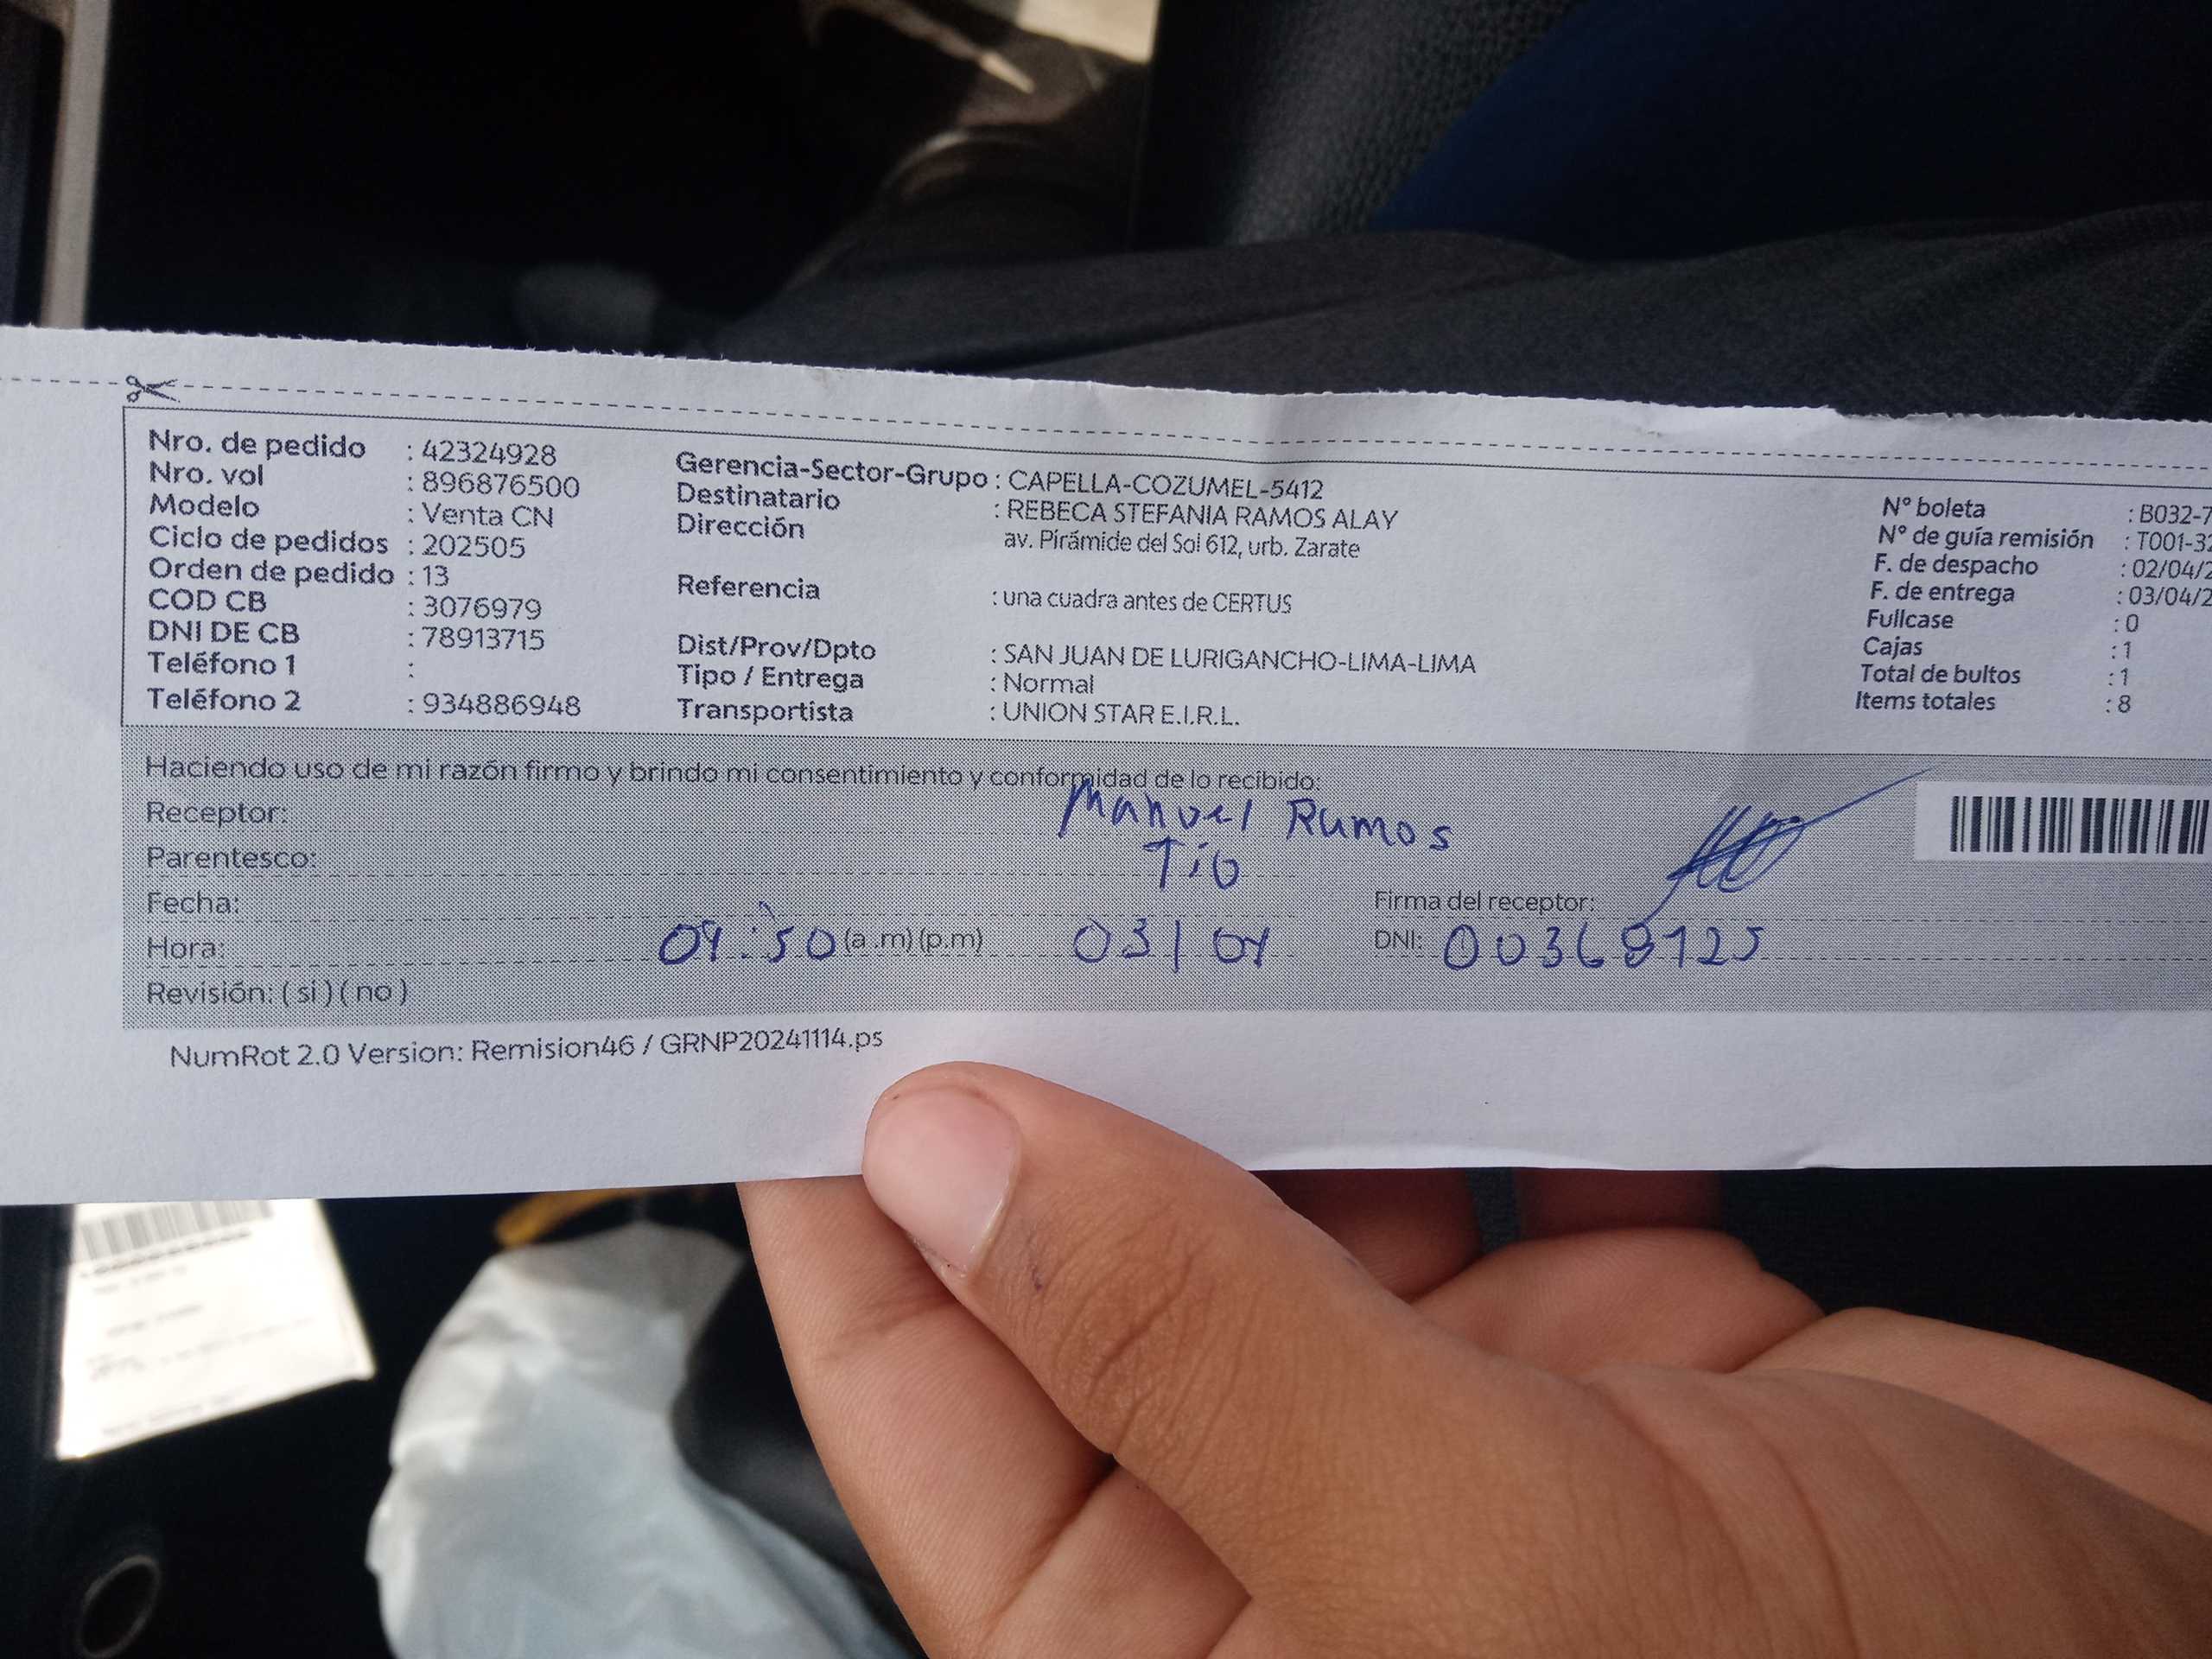 Nro. de pedido : 42324928
Nro. vol : 896876500
Modelo : Venta CN
Ciclo de pedidos : 202505
Orden de pedido : 13
COD CB : 3076979
DNI DE CB : 78913715
Teléfono 1 :
Teléfono 2 : 934886948
Gerencia-Sector-Grupo : CAPELLA-COZUMEL-5412
Destinatario : REBECA STEFANIA RAMOS ALAY
Dirección av. Pirámide del Sol 612, urb. Zarate
Referencia : una cuadra antes de CERTUS
Dist/Prov/Dpto : SAN JUAN DE LURIGANCHO-LIMA-LIMA
Tipo / Entrega : Normal
Transportista : UNION STAR E.I.R.L.
N° boleta : B032-7
N° de guía remisión : T001-32
F. de despacho : 02/04/2
F. de entrega : 03/04/2
Fullcase : 0
Cajas : 1
Total de bultos : 1
Items totales : 8
Haciendo uso de mi razón firmo y brindo mi consentimiento y conformidad de lo recibido:
Receptor: Manuel Ramos
Parentesco: Tio
Fecha: Firma del receptor:
Hora: 09:50 (a.m) (p.m) 03/04 DNI: 00368125
Revisión: ( si ) ( no )
NumRot 2.0 Version: Remision46 / GRNP20241114.ps